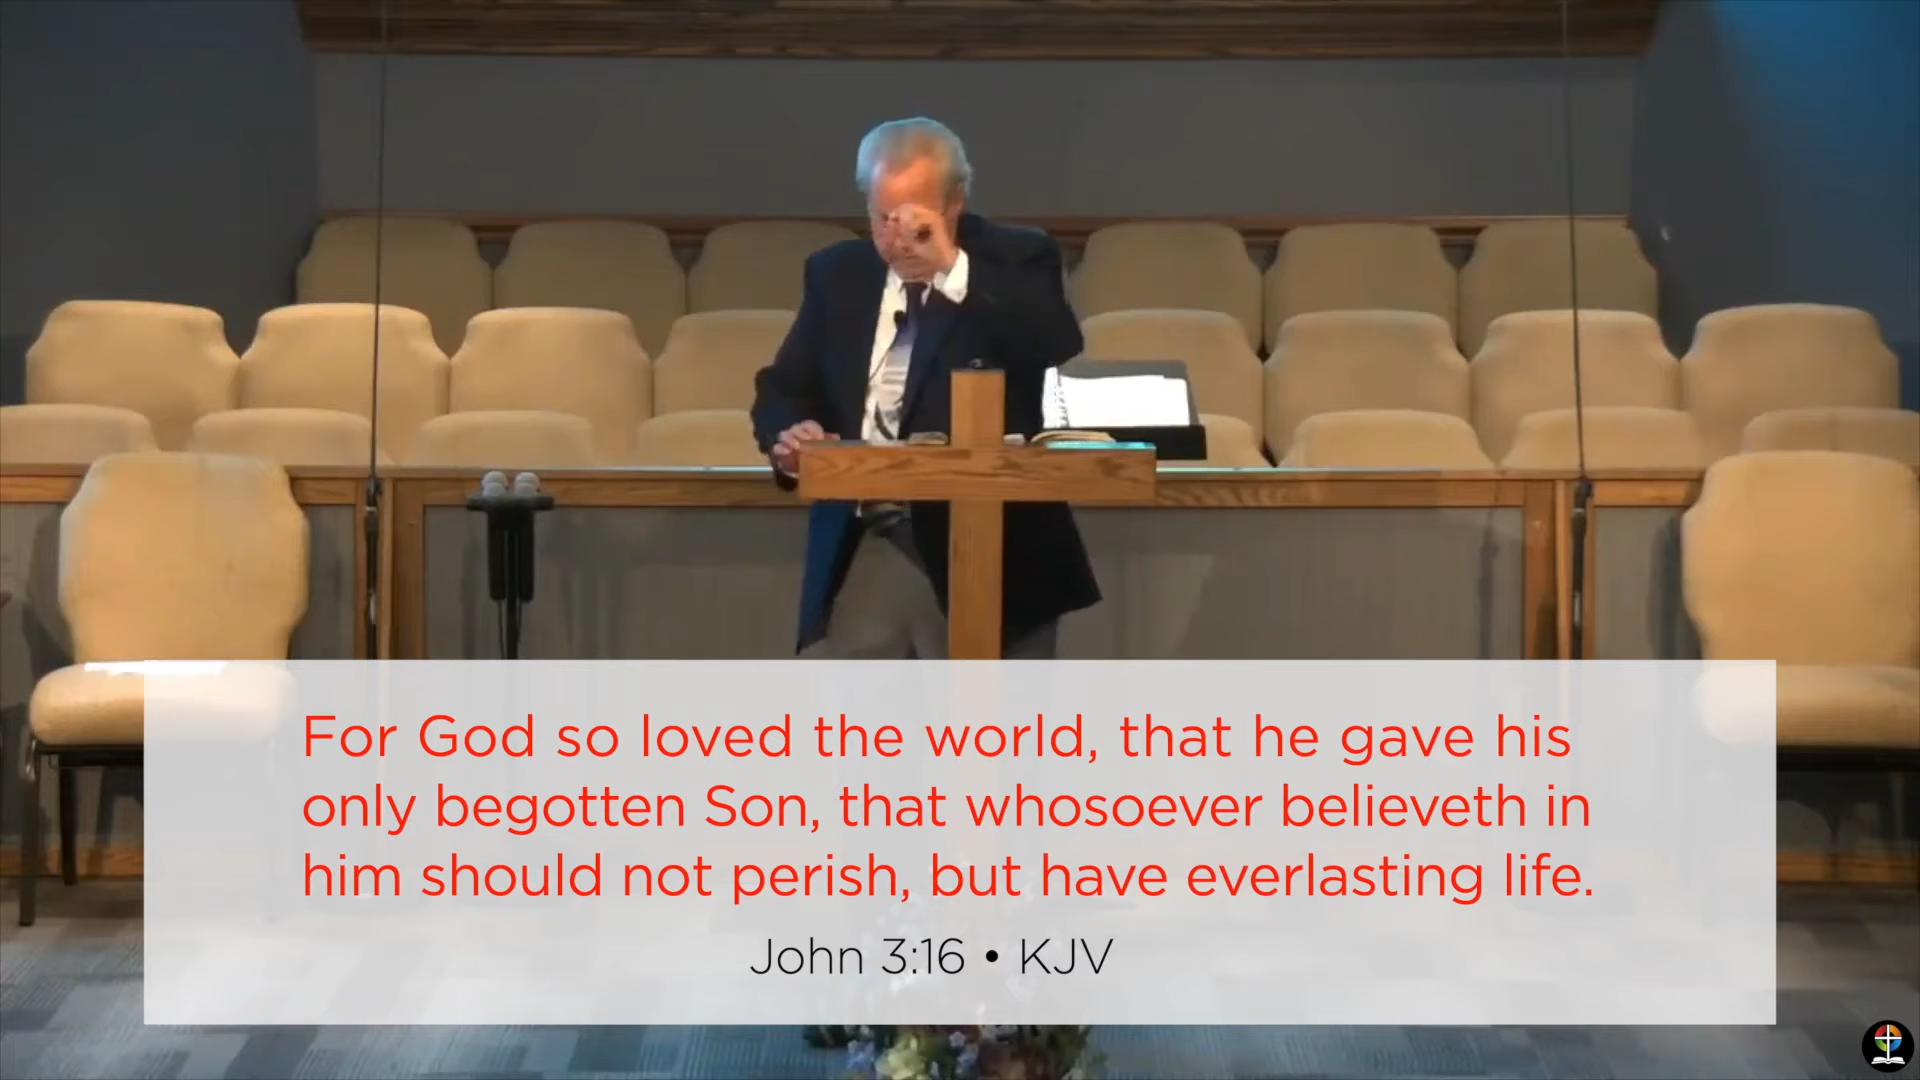 For God so loved the world, that he gave his
only begotten Son, that whosoever believeth in
him should not perish, but have everlasting life.
John 3:16 • KJV